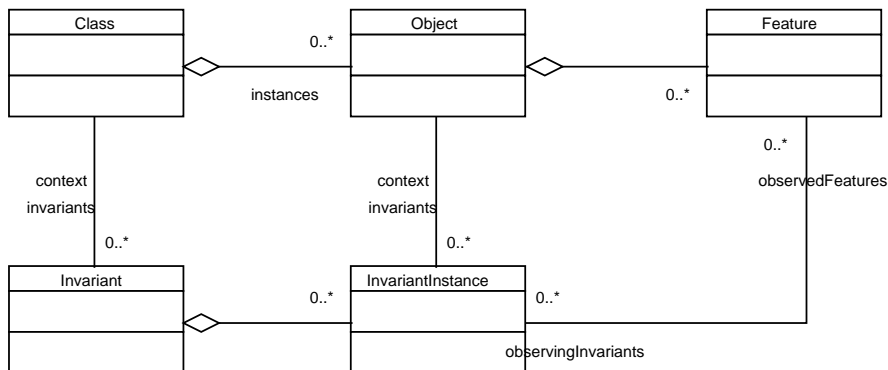 Class
Object
Feature
0..*
instances
0..*
0..*
context
invariants
context
invariants
observedFeatures
0..*
0..*
Invariant
InvariantInstance
0..*
0..*
observingInvariants